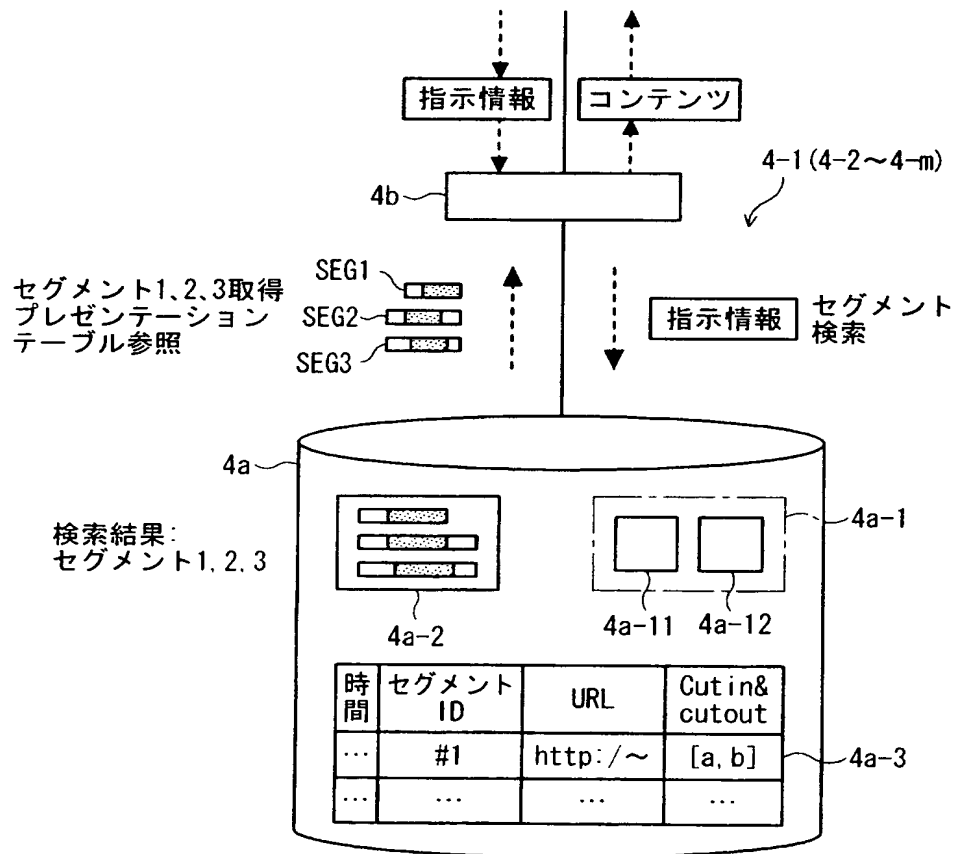 指示情報
コンテンツ
4-1(4-2～4-m)
4b
セグメント1、2、3取得
プレゼンテーション
テーブル参照
SEG1
SEG2
SEG3
指示情報
セグメント
検索
4a
検索結果:
セグメント1,2,3
4a-2
4a-1
4a-11
4a-12
時間
セグメントID
URL
Cutin&
cutout
… #1 http:/～ [a,b]
4a-3
… … … …